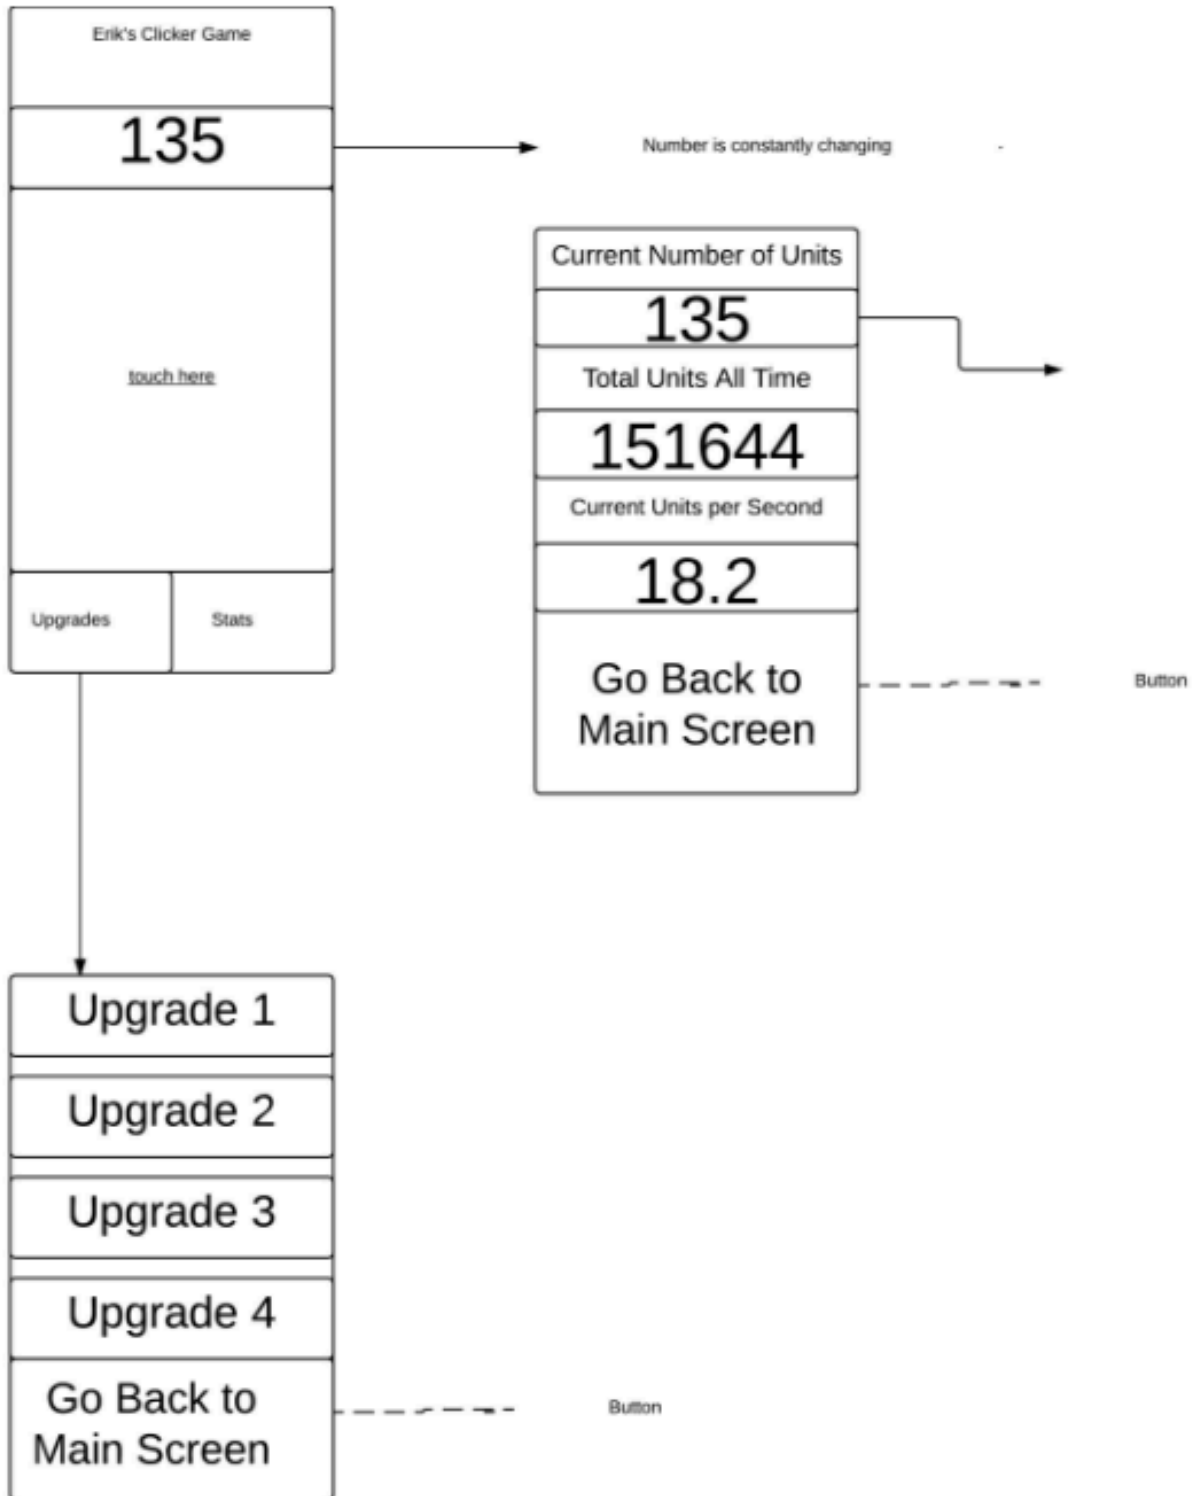 Erik's Clicker Game
135
Number is constantly changing
touch here
Upgrades
Stats
Current Number of Units
135
Total Units All Time
151644
Current Units per Second
18.2
Go Back to
Main Screen
Button
Upgrade 1
Upgrade 2
Upgrade 3
Upgrade 4
Go Back to
Main Screen
Button